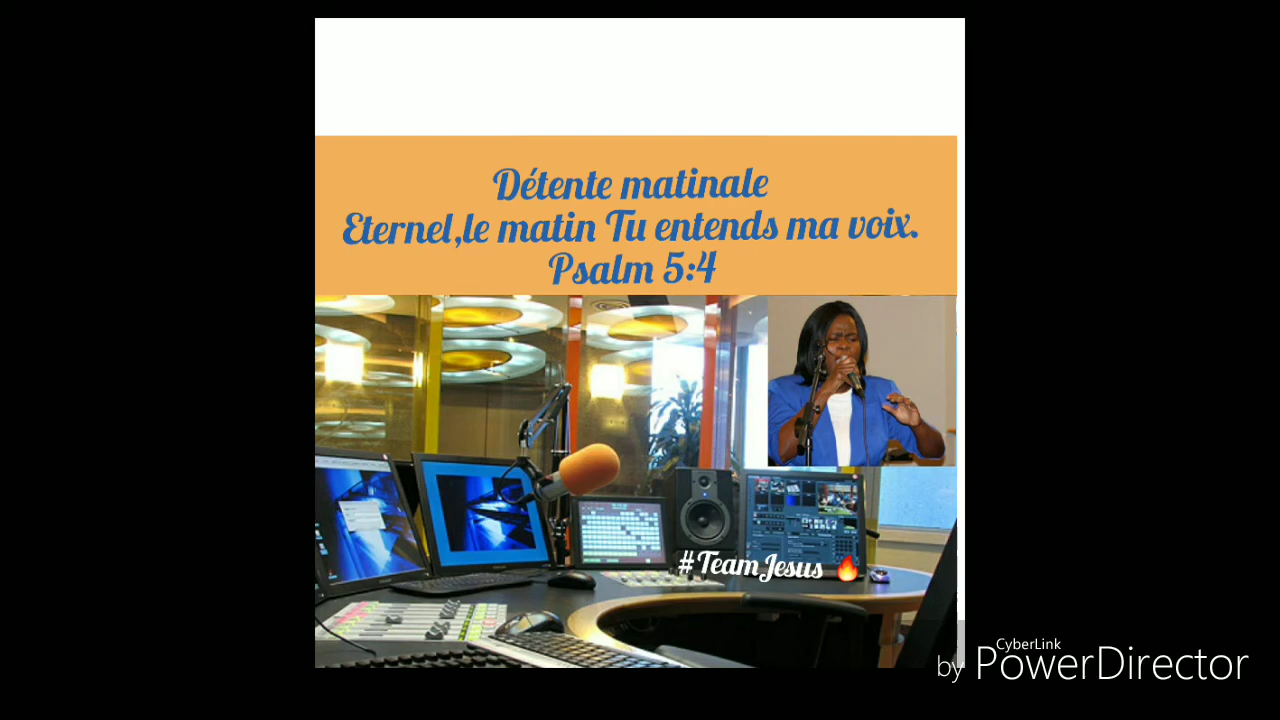 Détente matinale
Eternel,le matin Tu entends ma voix.
Psalm 5:4
#TeamJesus 🔥
CyberLink
by PowerDirector